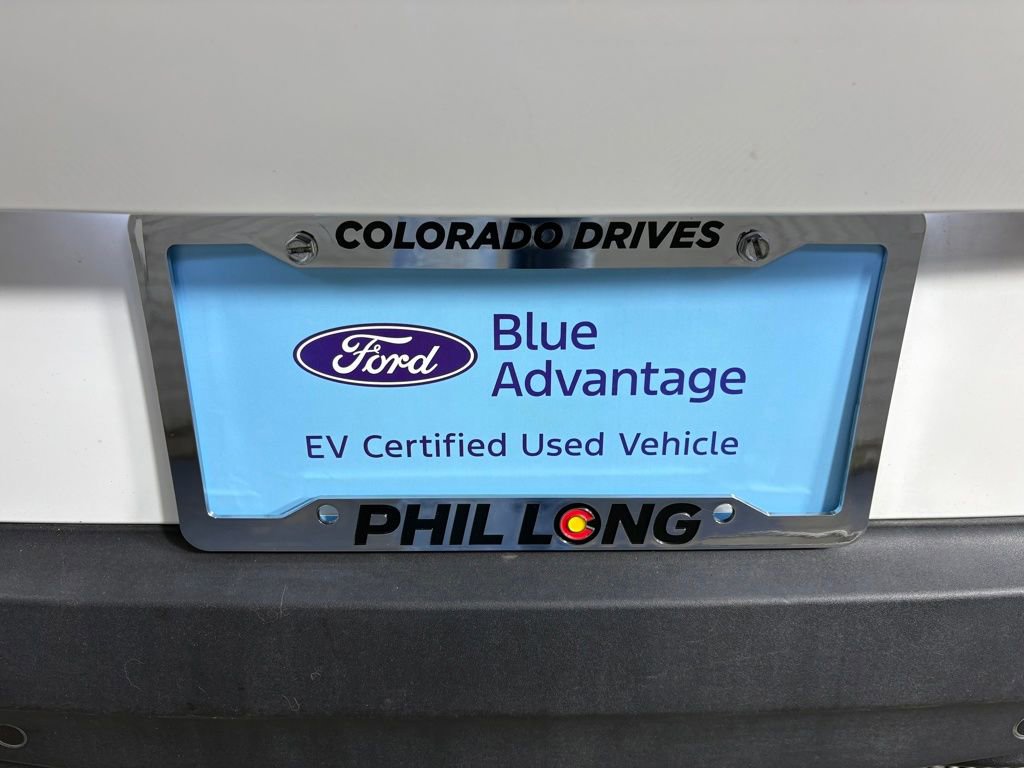 COLORADO DRIVES
Ford
Blue
Advantage
EV Certified Used Vehicle
PHIL LONG